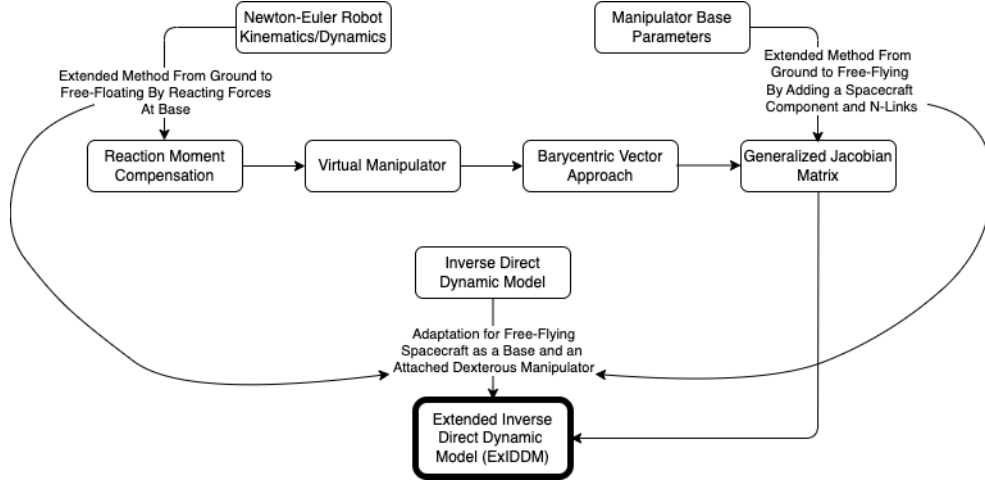 Newton-Euler Robot
Kinematics/Dynamics
Manipulator Base
Parameters
Extended Method From Ground to
Free-Floating By Reacting Forces
At Base
Extended Method From
Ground to Free-Flying
By Adding a Spacecraft
Component and N-Links
Reaction Moment
Compensation
Virtual Manipulator
Barycentric Vector
Approach
Generalized Jacobian
Matrix
Inverse Direct
Dynamic Model
Adaptation for Free-Flying
Spacecraft as a Base and an
Attached Dexterous Manipulator
Extended Inverse
Direct Dynamic
Model (ExIDDM)